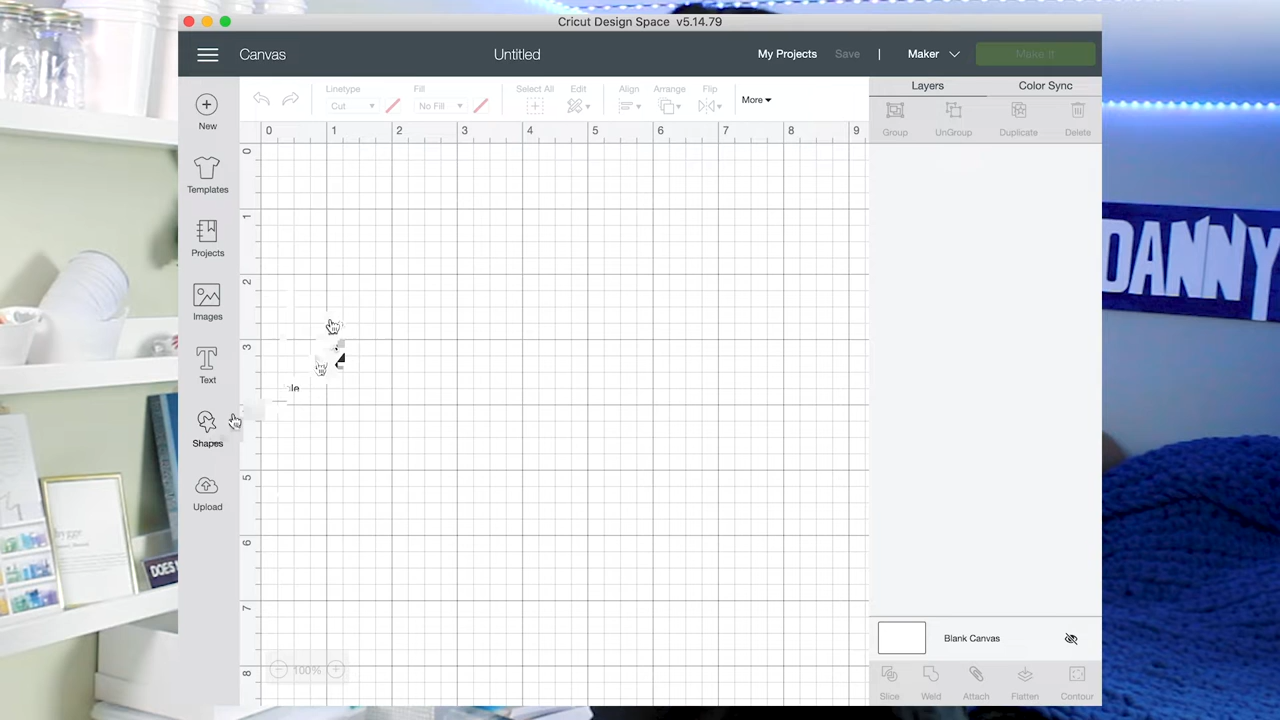 Cricut Design Space v5.14.79
Canvas
Untitled
My Projects
Save
|
Maker
Make It
Linetype
Cut
Fill
No Fill
Select All
Edit
Align
Arrange
Flip
More
Layers
Color Sync
Group
UnGroup
Duplicate
Delete
0 1 2 3 4 5 6 7 8 9
0
1
2
3
5
6
7
8
New
Templates
Projects
Images
Text
Shapes
Upload
100%
Blank Canvas
Slice
Weld
Attach
Flatten
Contour
DANNY
DOES